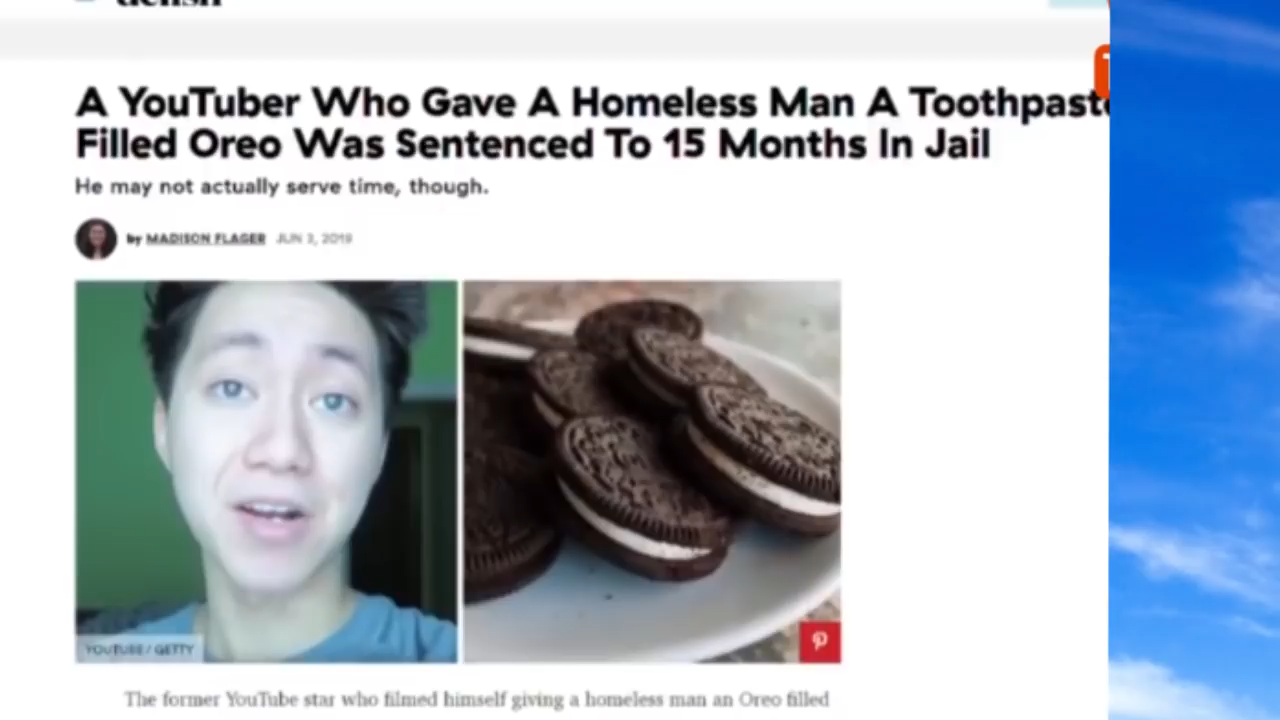 delish
A YouTuber Who Gave A Homeless Man A Toothpaste
Filled Oreo Was Sentenced To 15 Months In Jail
He may not actually serve time, though.
by MADISON FLAGER JUN 3, 2019
YOUTUBE / GETTY
The former YouTube star who filmed himself giving a homeless man an Oreo filled